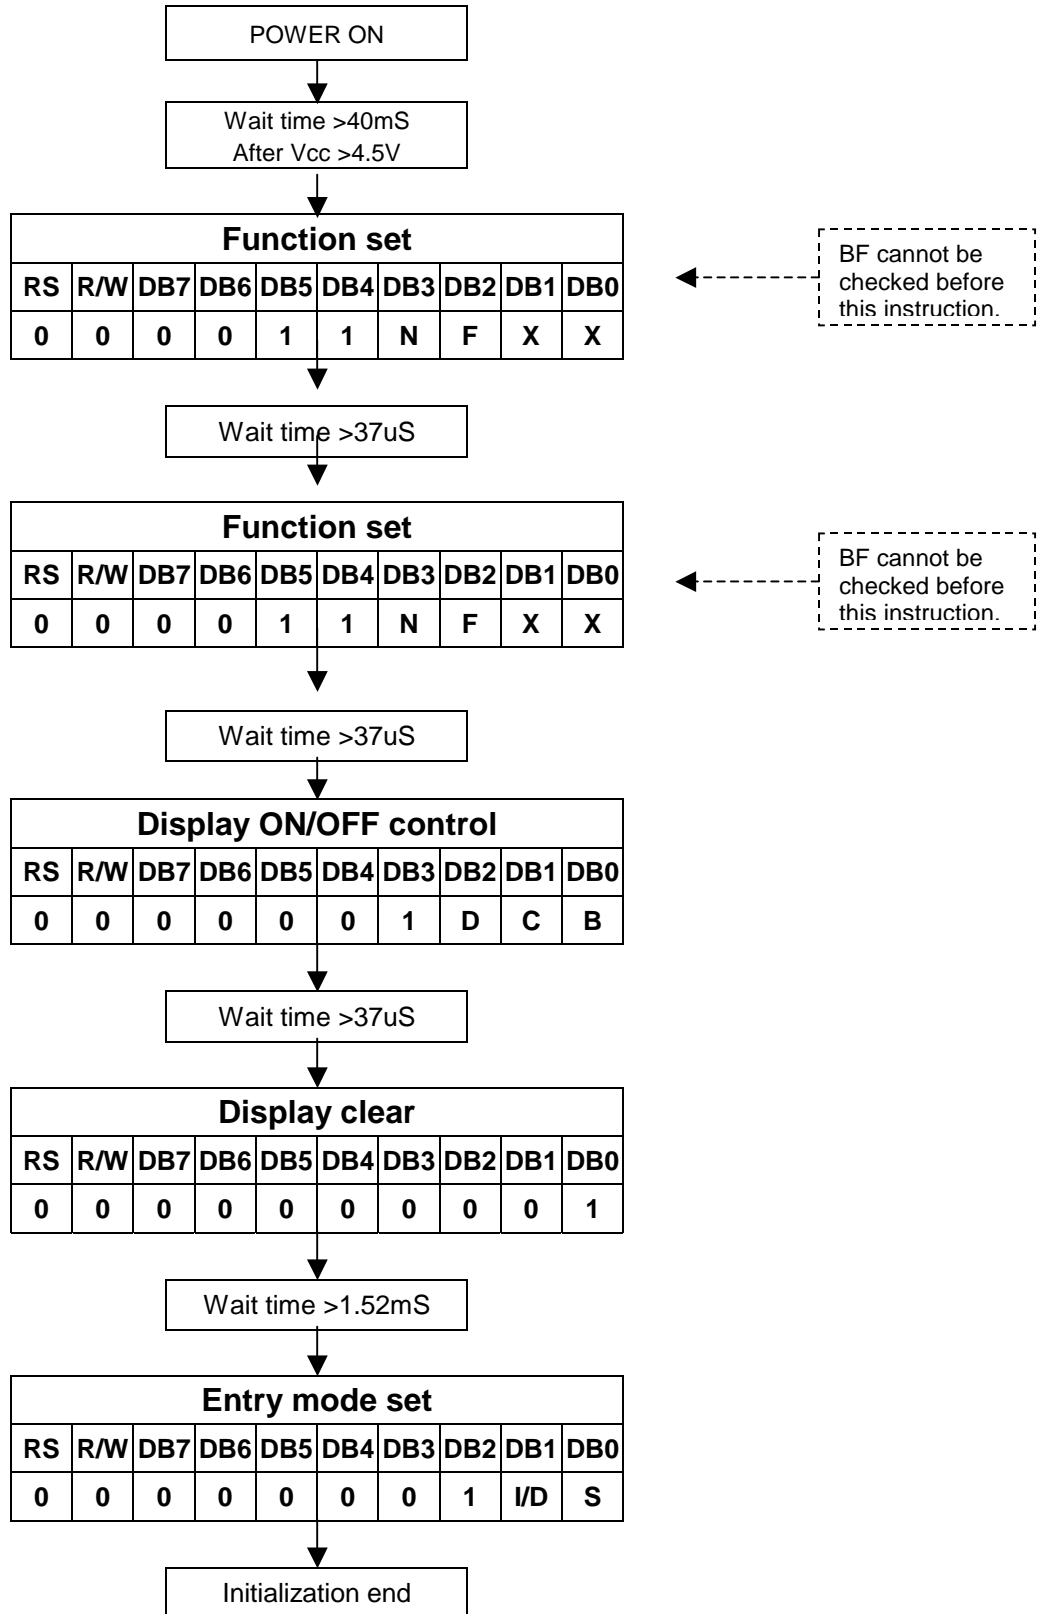 POWER ON
Wait time >40mS
After Vcc >4.5V
Function set
RS R/W DB7 DB6 DB5 DB4 DB3 DB2 DB1 DB0
0 0 0 0 1 1 N F X X
BF cannot be
checked before
this instruction.
Wait time >37uS
Function set
RS R/W DB7 DB6 DB5 DB4 DB3 DB2 DB1 DB0
0 0 0 0 1 1 N F X X
BF cannot be
checked before
this instruction.
Wait time >37uS
Display ON/OFF control
RS R/W DB7 DB6 DB5 DB4 DB3 DB2 DB1 DB0
0 0 0 0 0 0 1 D C B
Wait time >37uS
Display clear
RS R/W DB7 DB6 DB5 DB4 DB3 DB2 DB1 DB0
0 0 0 0 0 0 0 0 0 1
Wait time >1.52mS
Entry mode set
RS R/W DB7 DB6 DB5 DB4 DB3 DB2 DB1 DB0
0 0 0 0 0 0 0 1 I/D S
Initialization end